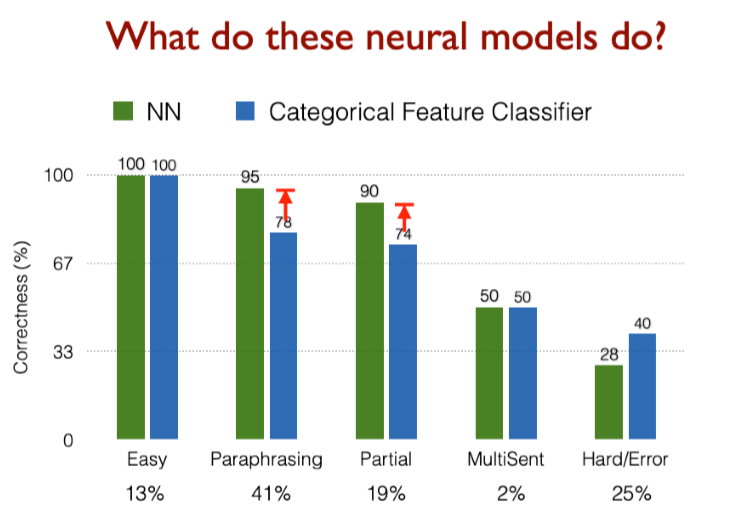 What do these neural models do?
NN Categorical Feature Classifier
100 100
100 95
90
78
74
67
50 50
40
33 28
0
Correctness (%)
Easy Paraphrasing Partial MultiSent Hard/Error
13% 41% 19% 2% 25%